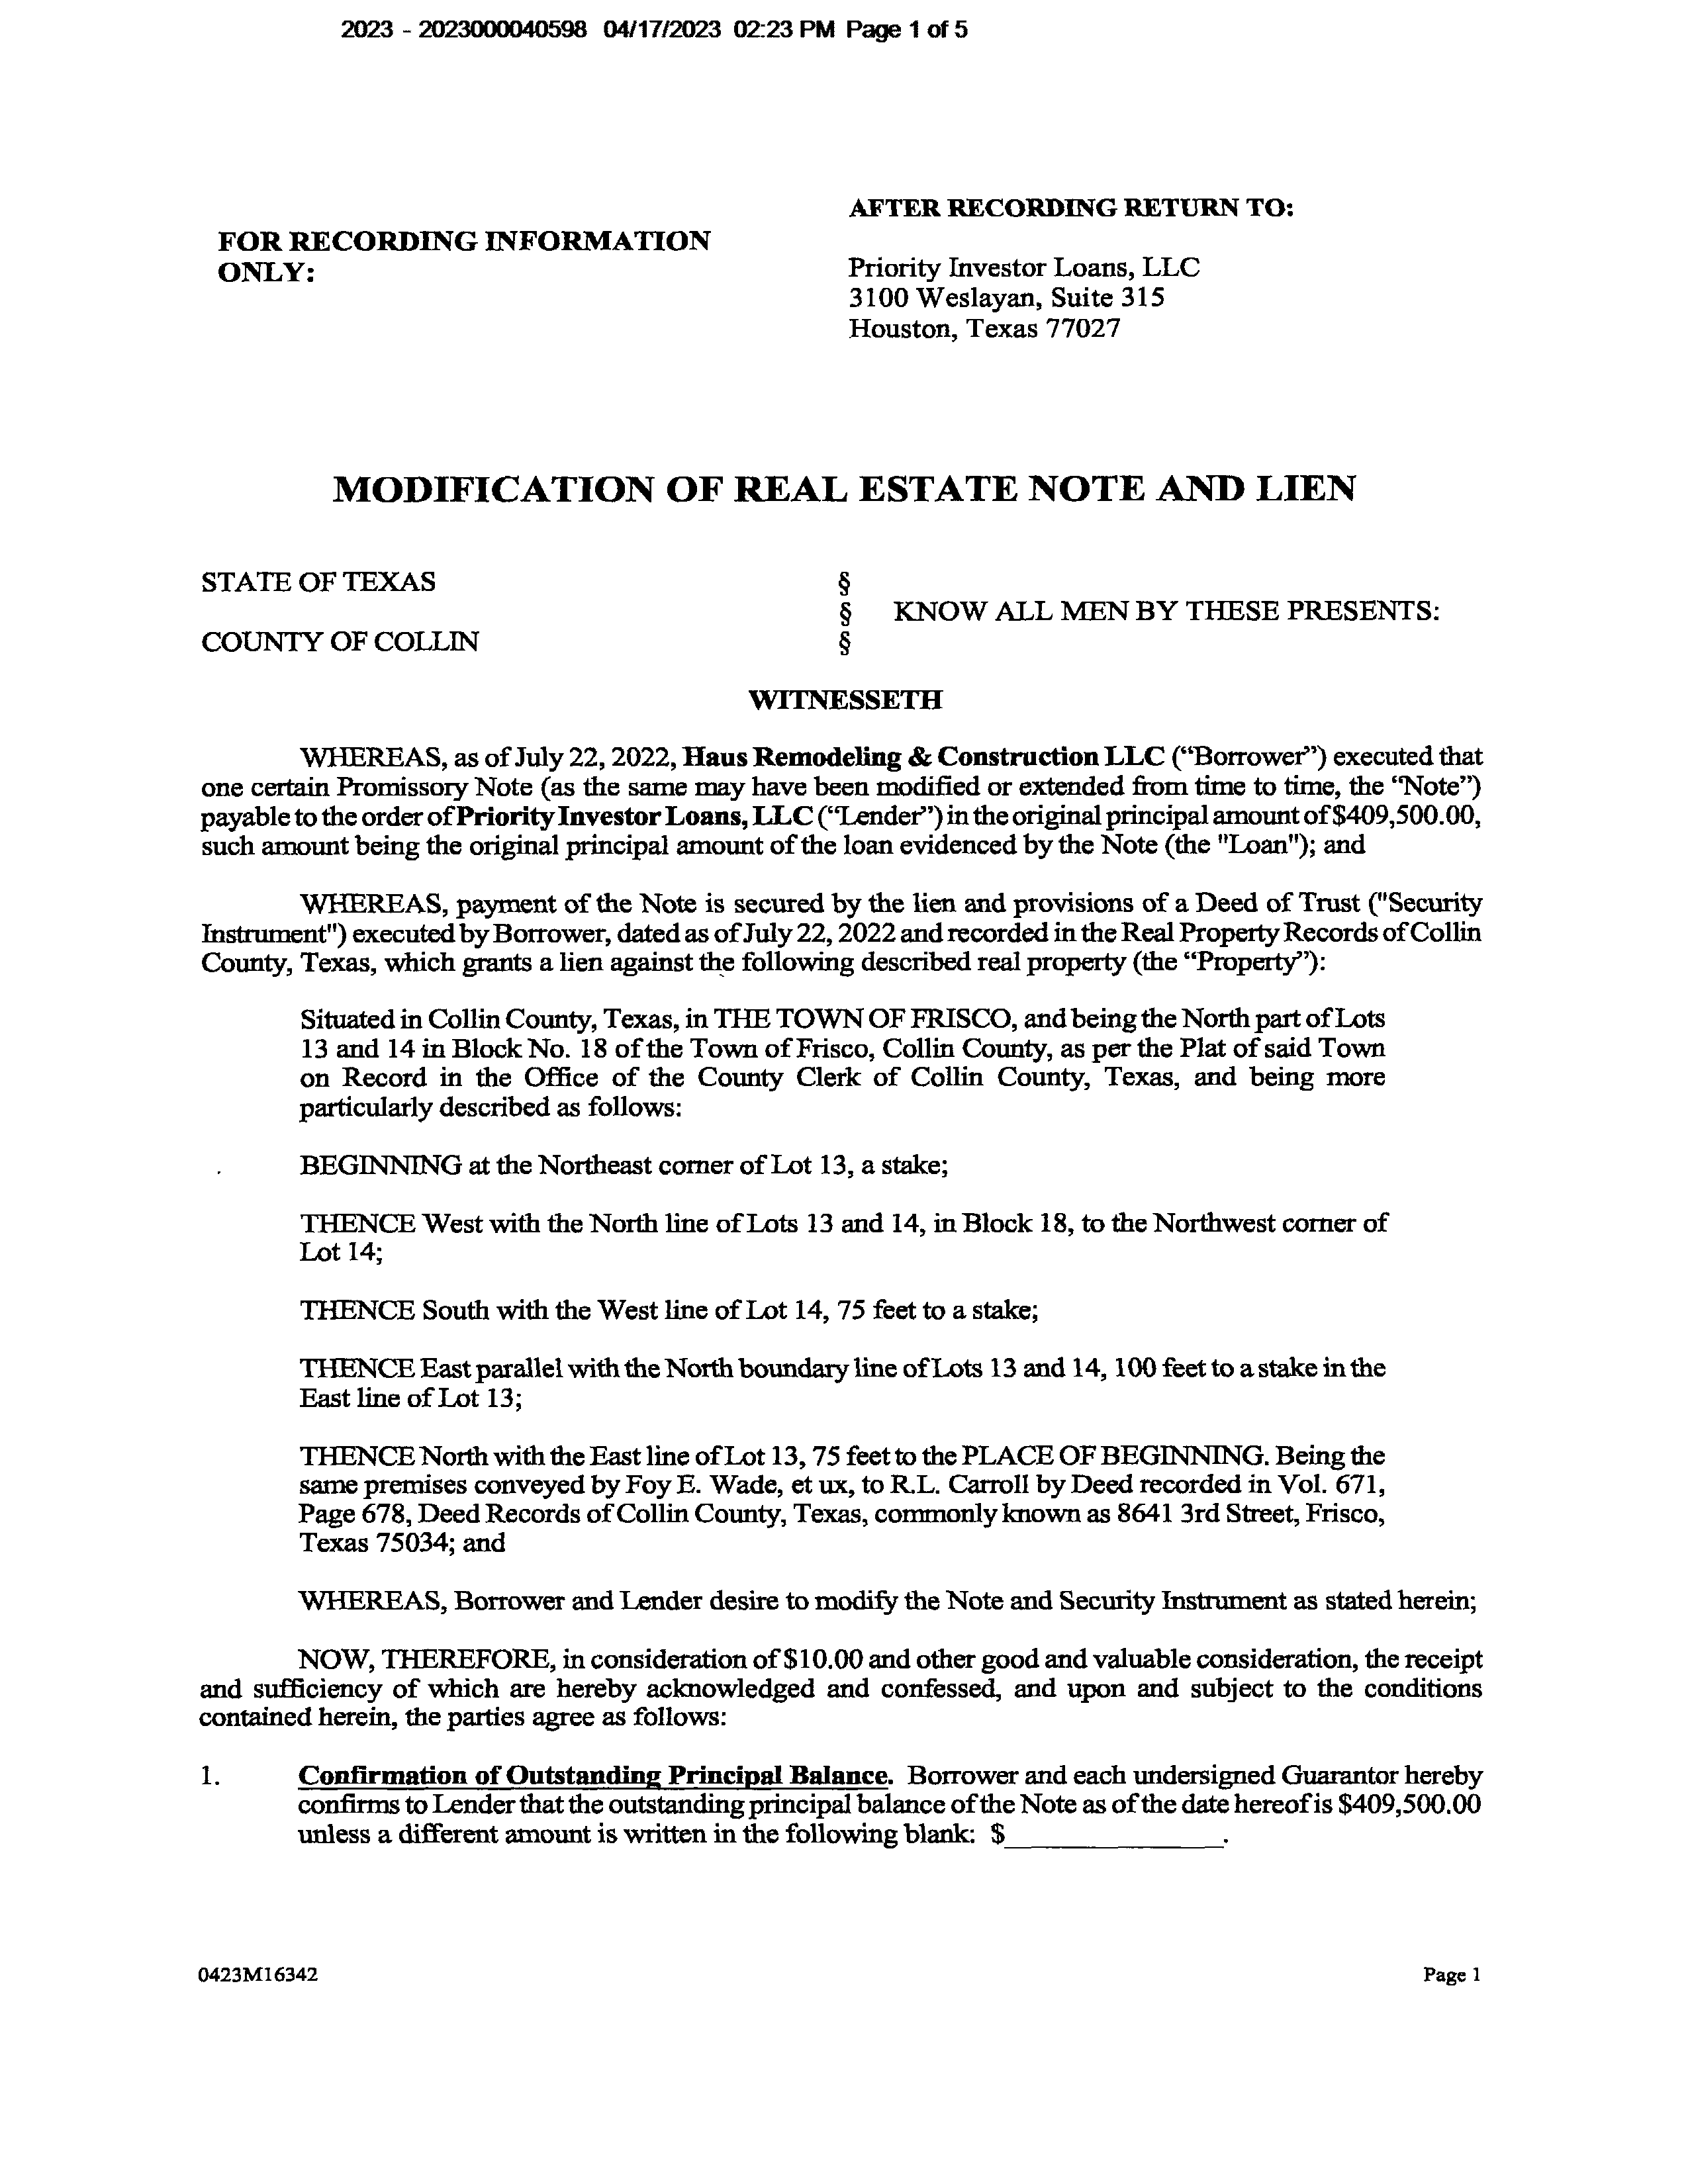 2023 - 2023000040598 04/17/2023 02:23 PM Page 1 of 5
AFTER RECORDING RETURN TO:
FOR RECORDING INFORMATION
ONLY:
Priority Investor Loans, LLC
3100 Weslayan, Suite 315
Houston, Texas 77027
MODIFICATION OF REAL ESTATE NOTE AND LIEN
STATE OF TEXAS §
§ KNOW ALL MEN BY THESE PRESENTS:
COUNTY OF COLLIN §
WITNESSETH
WHEREAS, as of July 22, 2022, Haus Remodeling & Construction LLC (“Borrower”) executed that
one certain Promissory Note (as the same may have been modified or extended from time to time, the “Note”)
payable to the order of Priority Investor Loans, LLC (“Lender”) in the original principal amount of $409,500.00,
such amount being the original principal amount of the loan evidenced by the Note (the "Loan"); and
WHEREAS, payment of the Note is secured by the lien and provisions of a Deed of Trust ("Security
Instrument") executed by Borrower, dated as of July 22, 2022 and recorded in the Real Property Records of Collin
County, Texas, which grants a lien against the following described real property (the “Property”):
Situated in Collin County, Texas, in THE TOWN OF FRISCO, and being the North part of Lots
13 and 14 in Block No. 18 of the Town of Frisco, Collin County, as per the Plat of said Town
on Record in the Office of the County Clerk of Collin County, Texas, and being more
particularly described as follows:
BEGINNING at the Northeast corner of Lot 13, a stake;
THENCE West with the North line of Lots 13 and 14, in Block 18, to the Northwest corner of
Lot 14;
THENCE South with the West line of Lot 14, 75 feet to a stake;
THENCE East parallel with the North boundary line of Lots 13 and 14, 100 feet to a stake in the
East line of Lot 13;
THENCE North with the East line of Lot 13, 75 feet to the PLACE OF BEGINNING. Being the
same premises conveyed by Foy E. Wade, et ux, to R.L. Carroll by Deed recorded in Vol. 671,
Page 678, Deed Records of Collin County, Texas, commonly known as 8641 3rd Street, Frisco,
Texas 75034; and
WHEREAS, Borrower and Lender desire to modify the Note and Security Instrument as stated herein;
NOW, THEREFORE, in consideration of $10.00 and other good and valuable consideration, the receipt
and sufficiency of which are hereby acknowledged and confessed, and upon and subject to the conditions
contained herein, the parties agree as follows:
1. Confirmation of Outstanding Principal Balance. Borrower and each undersigned Guarantor hereby
confirms to Lender that the outstanding principal balance of the Note as of the date hereof is $409,500.00
unless a different amount is written in the following blank: $________________.
0423M16342 Page 1